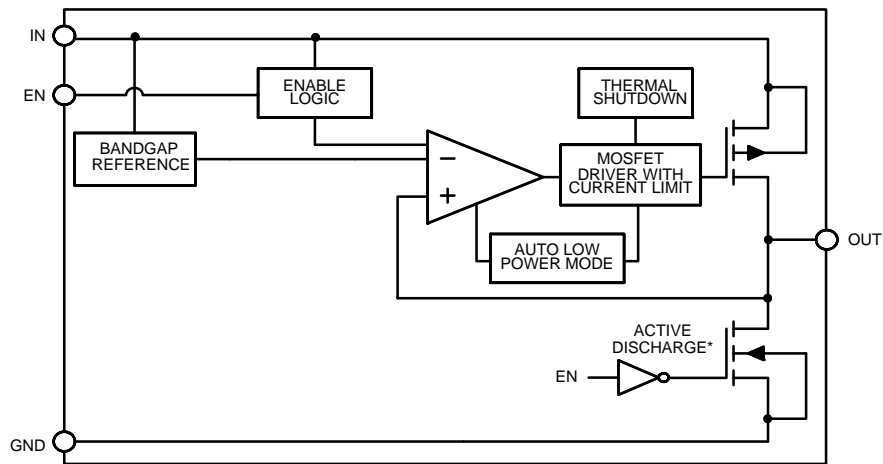 IN
EN
ENABLE
LOGIC
THERMAL
SHUTDOWN
BANDGAP
REFERENCE
−
+
MOSFET
DRIVER WITH
CURRENT LIMIT
AUTO LOW
POWER MODE
OUT
ACTIVE
DISCHARGE*
EN
GND